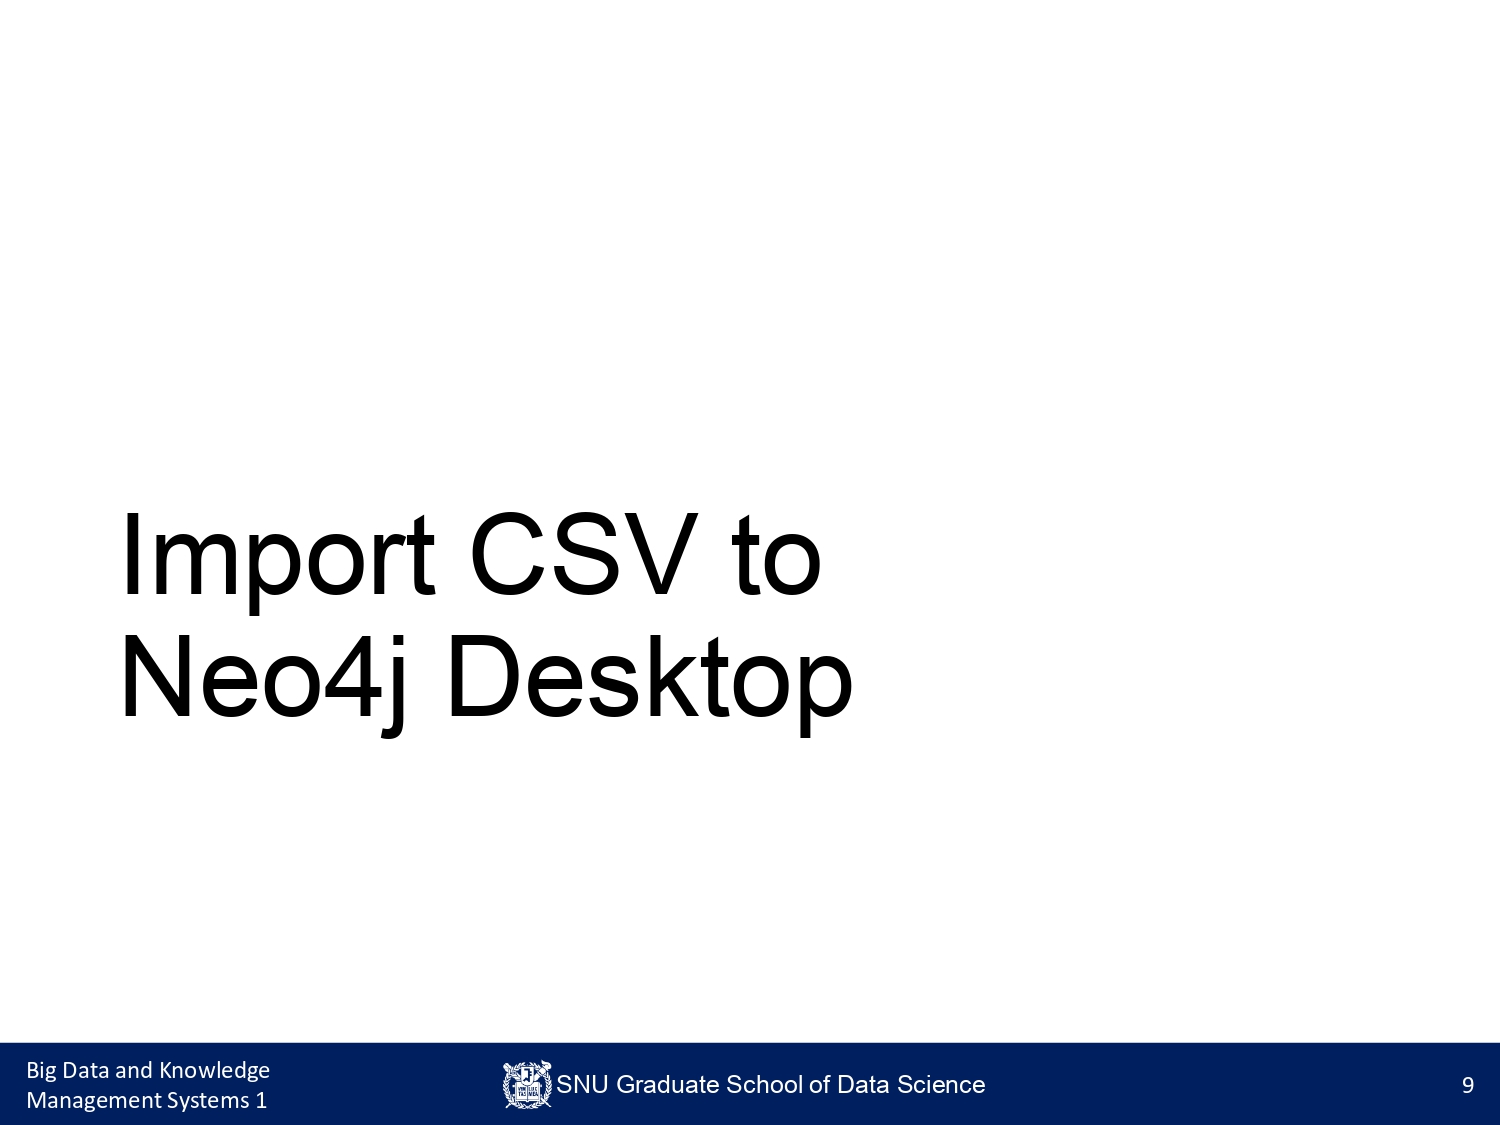 Import CSV to
Neo4j Desktop
Big Data and Knowledge
Management Systems 1
SNU Graduate School of Data Science
9